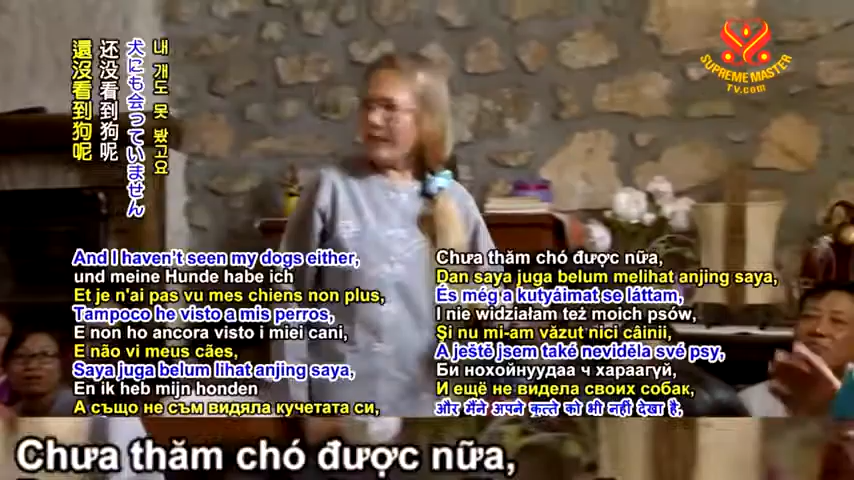 내 개도 못 봤고요
犬にも会っていません
还没看到狗呢
還沒看到狗呢
SUPREME MASTER
TV.com
And I haven't seen my dogs either,
und meine Hunde habe ich
Et je n'ai pas vu mes chiens non plus,
Tampoco he visto a mis perros,
E non ho ancora visto i miei cani,
E não vi meus cães,
Saya juga belum lihat anjing saya,
En ik heb mijn honden
А също не съм видяла кучетата си,
Chưa thăm chó được nữa,
Dan saya juga belum melihat anjing saya,
És még a kutyáimat se láttam,
I nie widziałam też moich psów,
Şi nu mi-am văzut nici câinii,
A ještě jsem také neviděla své psy,
Би нохойнуудаа ч хараагүй,
И ещё не видела своих собак,
और मैंने अपने कुत्ते को भी नहीं देखा है,
Chưa thăm chó được nữa,